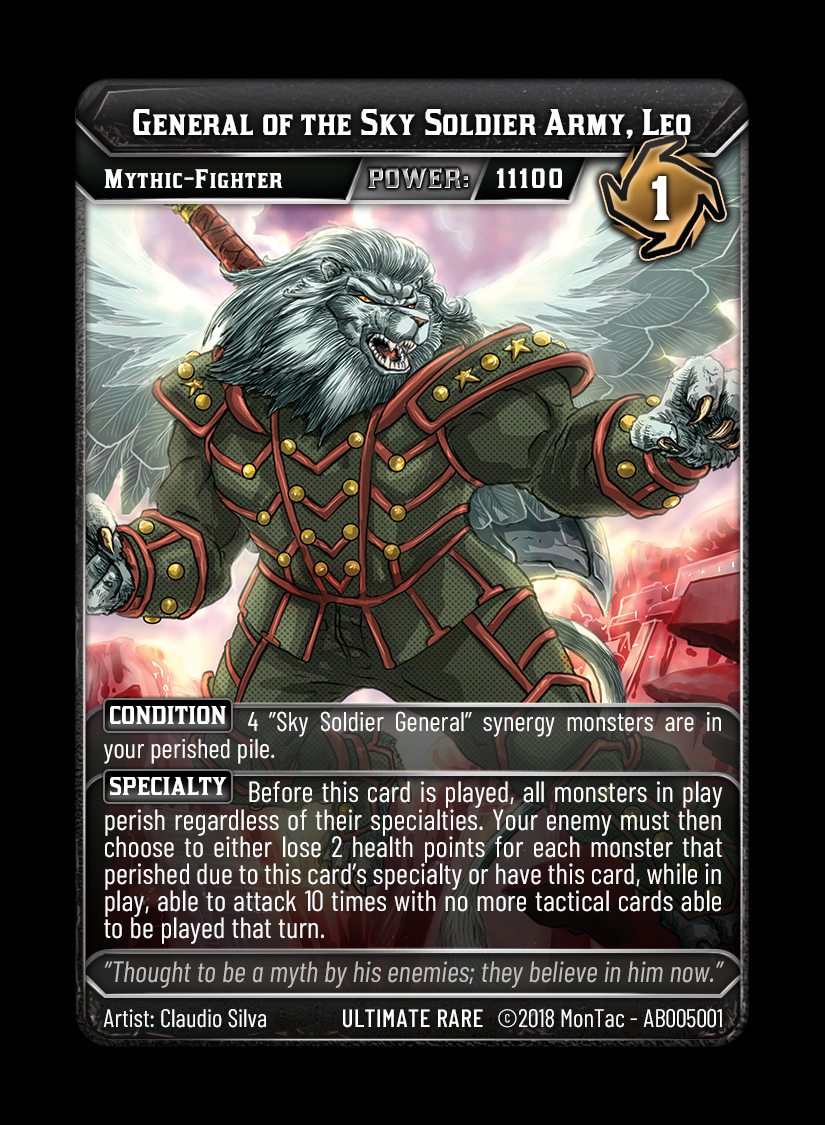 General of the Sky Soldier Army, Leo
Mythic-Fighter
POWER:
11100
1
CONDITION 4 "Sky Soldier General" synergy monsters are in
your perished pile.
SPECIALTY Before this card is played, all monsters in play
perish regardless of their specialties. Your enemy must then
choose to either lose 2 health points for each monster that
perished due to this card's specialty or have this card, while in
play, able to attack 10 times with no more tactical cards able
to be played that turn.
"Thought to be a myth by his enemies; they believe in him now."
Artist: Claudio Silva
ULTIMATE RARE
©2018 MonTac - AB005001